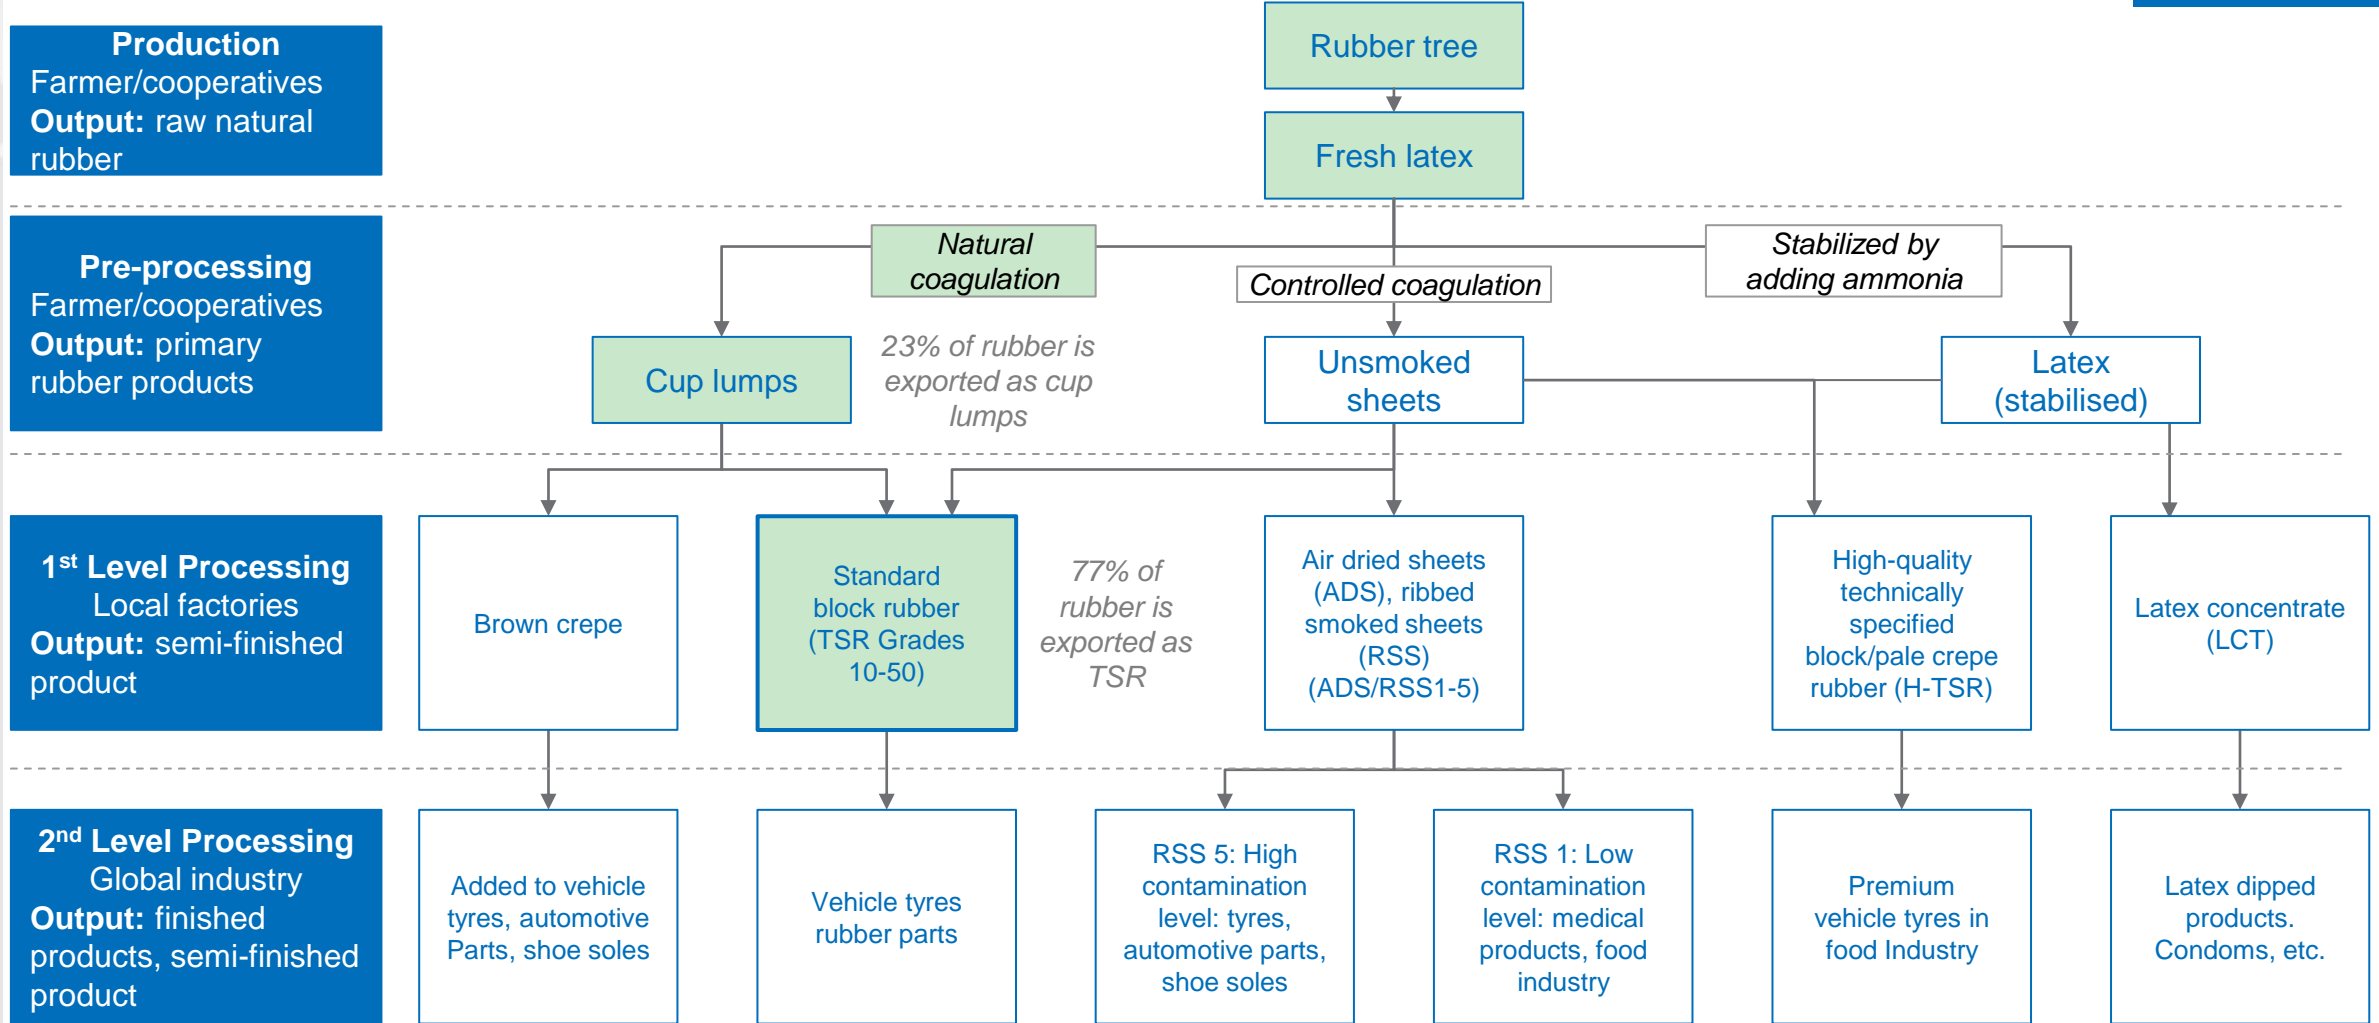 Production
Farmer/cooperatives
Output: raw natural
rubber
Rubber tree
Fresh latex
Pre-processing
Farmer/cooperatives
Output: primary
rubber products
Natural
coagulation
Controlled coagulation
Stabilized by
adding ammonia
Cup lumps
23% of rubber is
exported as cup
lumps
Unsmoked
sheets
Latex
(stabilised)
1st Level Processing
Local factories
Output: semi-finished
product
Brown crepe
Standard
block rubber
(TSR Grades
10-50)
77% of
rubber is
exported as
TSR
Air dried sheets
(ADS), ribbed
smoked sheets
(RSS)
(ADS/RSS1-5)
High-quality
technically
specified
block/pale crepe
rubber (H-TSR)
Latex concentrate
(LCT)
2nd Level Processing
Global industry
Output: finished
products, semi-finished
product
Added to vehicle
tyres, automotive
Parts, shoe soles
Vehicle tyres
rubber parts
RSS 5: High
contamination
level: tyres,
automotive parts,
shoe soles
RSS 1: Low
contamination
level: medical
products, food
industry
Premium
vehicle tyres in
food Industry
Latex dipped
products.
Condoms, etc.